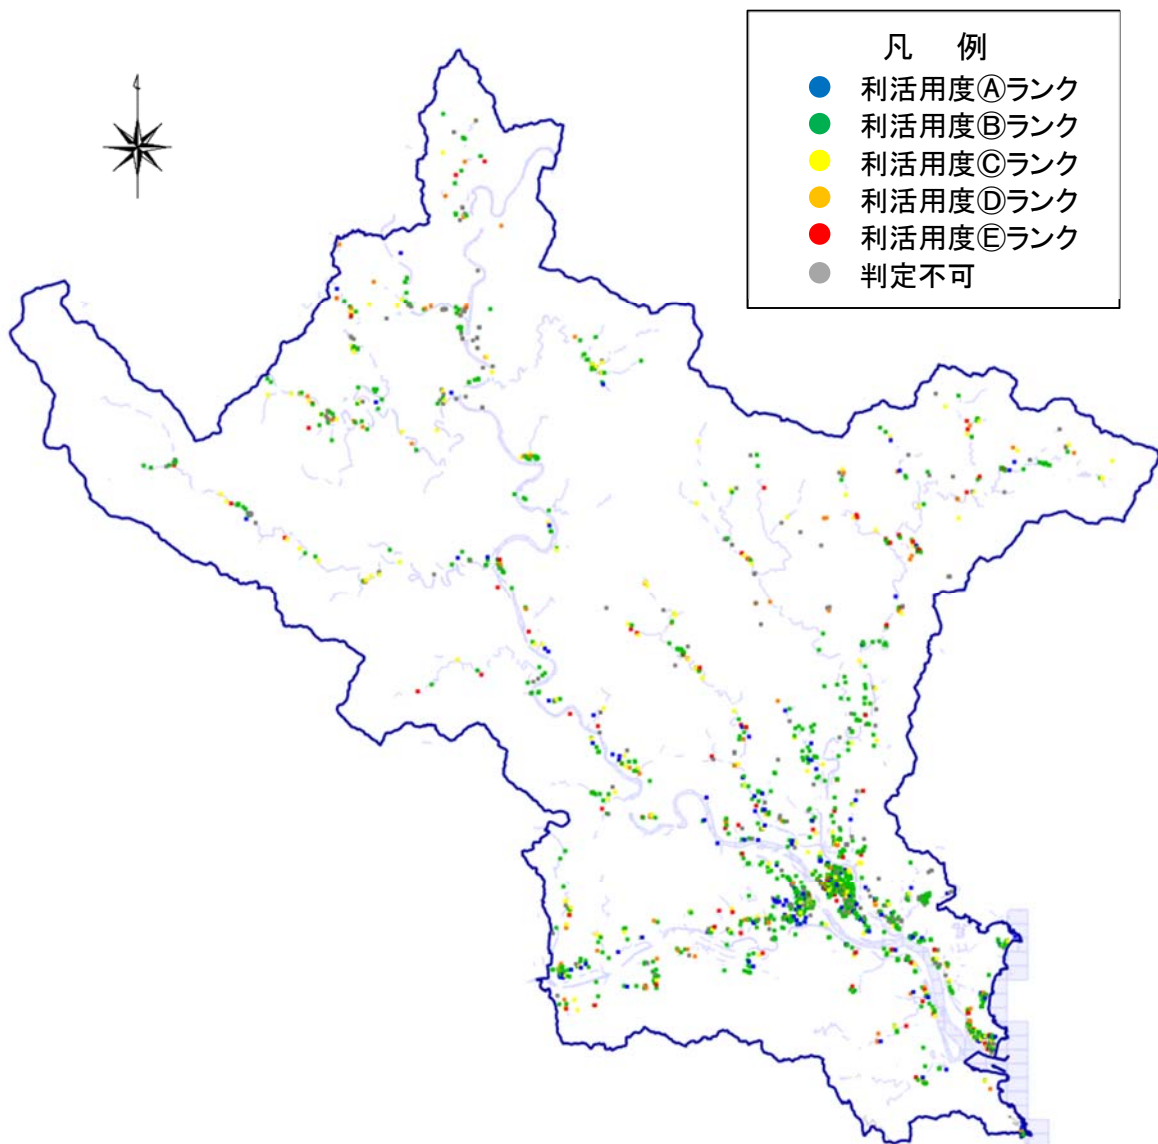 凡 例
利活用度Ⓐランク
利活用度Ⓑランク
利活用度Ⓒランク
利活用度Ⓓランク
利活用度Ⓔランク
判定不可